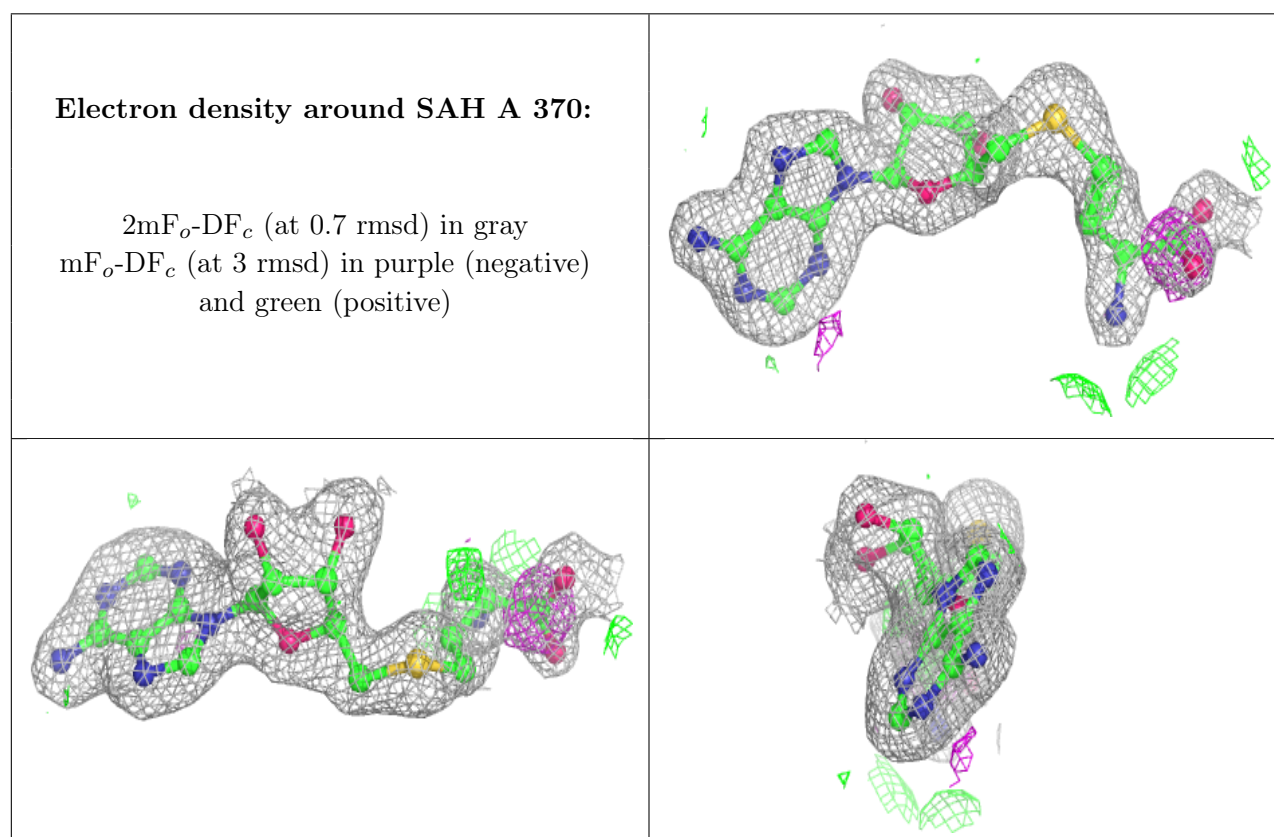 Electron density around SAH A 370:
2mFo-DFc (at 0.7 rmsd) in gray
mFo-DFc (at 3 rmsd) in purple (negative)
and green (positive)